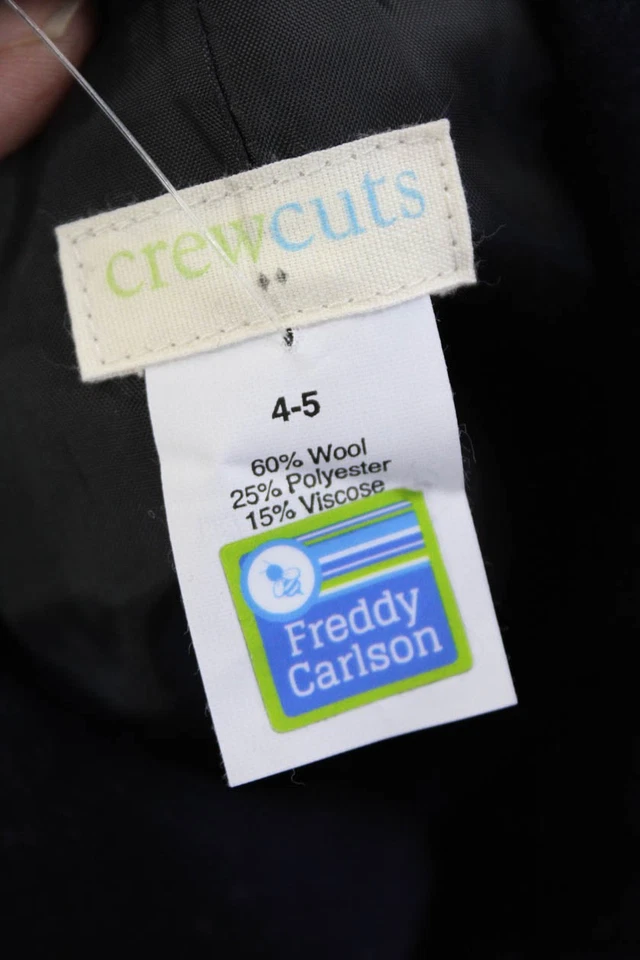 crewcuts
4-5
60% Wool
25% Polyester
15% Viscose
Freddy
Carlson